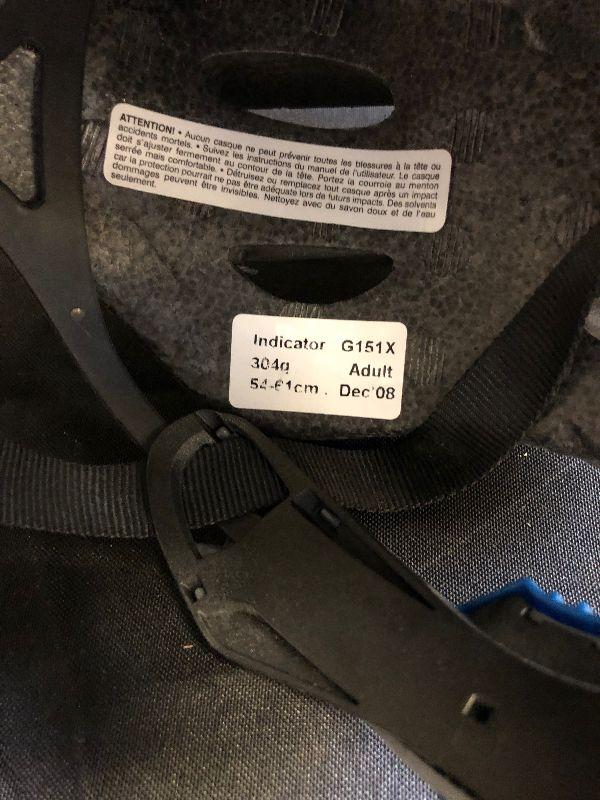 ATTENTION! • Aucun casque ne peut prévenir toutes les blessures à la tête ou
accidents mortels. • Suivez les instructions du manuel de l'utilisateur. Le casque
doit s'ajuster fermement au contour de la tête. Portez la courroie au menton
serrée mais comfortable. • Détruisez ou remplacez tout casque après un impact
car la protection pourrait ne pas être adéquate lors de futurs impacts. Des solvents
dommages peuvent être invisibles. Nettoyez avec du savon doux et de l'eau
seulement.
Indicator G151X
304g Adult
54-61cm . Dec'08